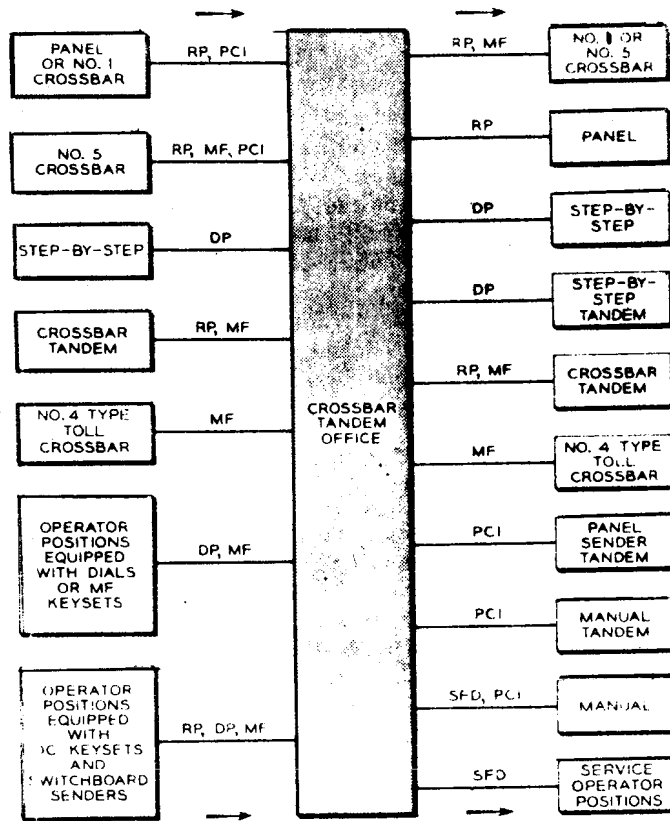 PANEL
OR NO. 1
CROSSBAR
RP, PCI
NO. 5
CROSSBAR
RP, MF, PCI
STEP-BY-STEP
DP
CROSSBAR
TANDEM
RP, MF
NO. 4 TYPE
TOLL
CROSSBAR
MF
OPERATOR
POSITIONS
EQUIPPED
WITH DIALS
OR MF
KEYSETS
DP, MF
OPERATOR
POSITIONS
EQUIPPED
WITH
DC KEYSETS
AND
SWITCHBOARD
SENDERS
RP, DP, MF
CROSSBAR
TANDEM
OFFICE
RP, MF
NO. 1 OR
NO. 5
CROSSBAR
RP
PANEL
DP
STEP-BY-
STEP
DP
STEP-BY-
STEP
TANDEM
RP, MF
CROSSBAR
TANDEM
MF
NO. 4 TYPE
TOLL
CROSSBAR
PCI
PANEL
SENDER
TANDEM
PCI
MANUAL
TANDEM
SFD, PCI
MANUAL
SFD
SERVICE
OPERATOR
POSITIONS